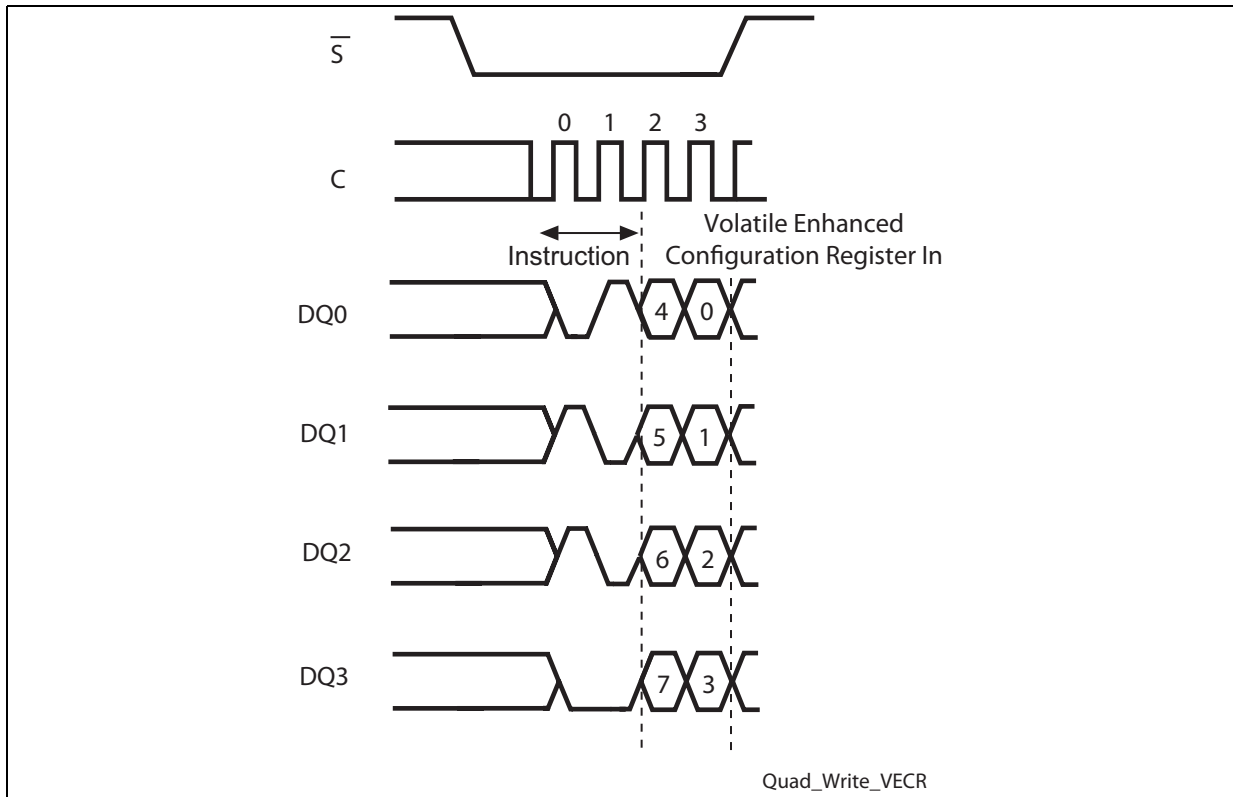 S
0 1 2 3
C
Volatile Enhanced
Instruction Configuration Register In
DQ0
4 0
DQ1
5 1
DQ2
6 2
DQ3
7 3
Quad_Write_VECR